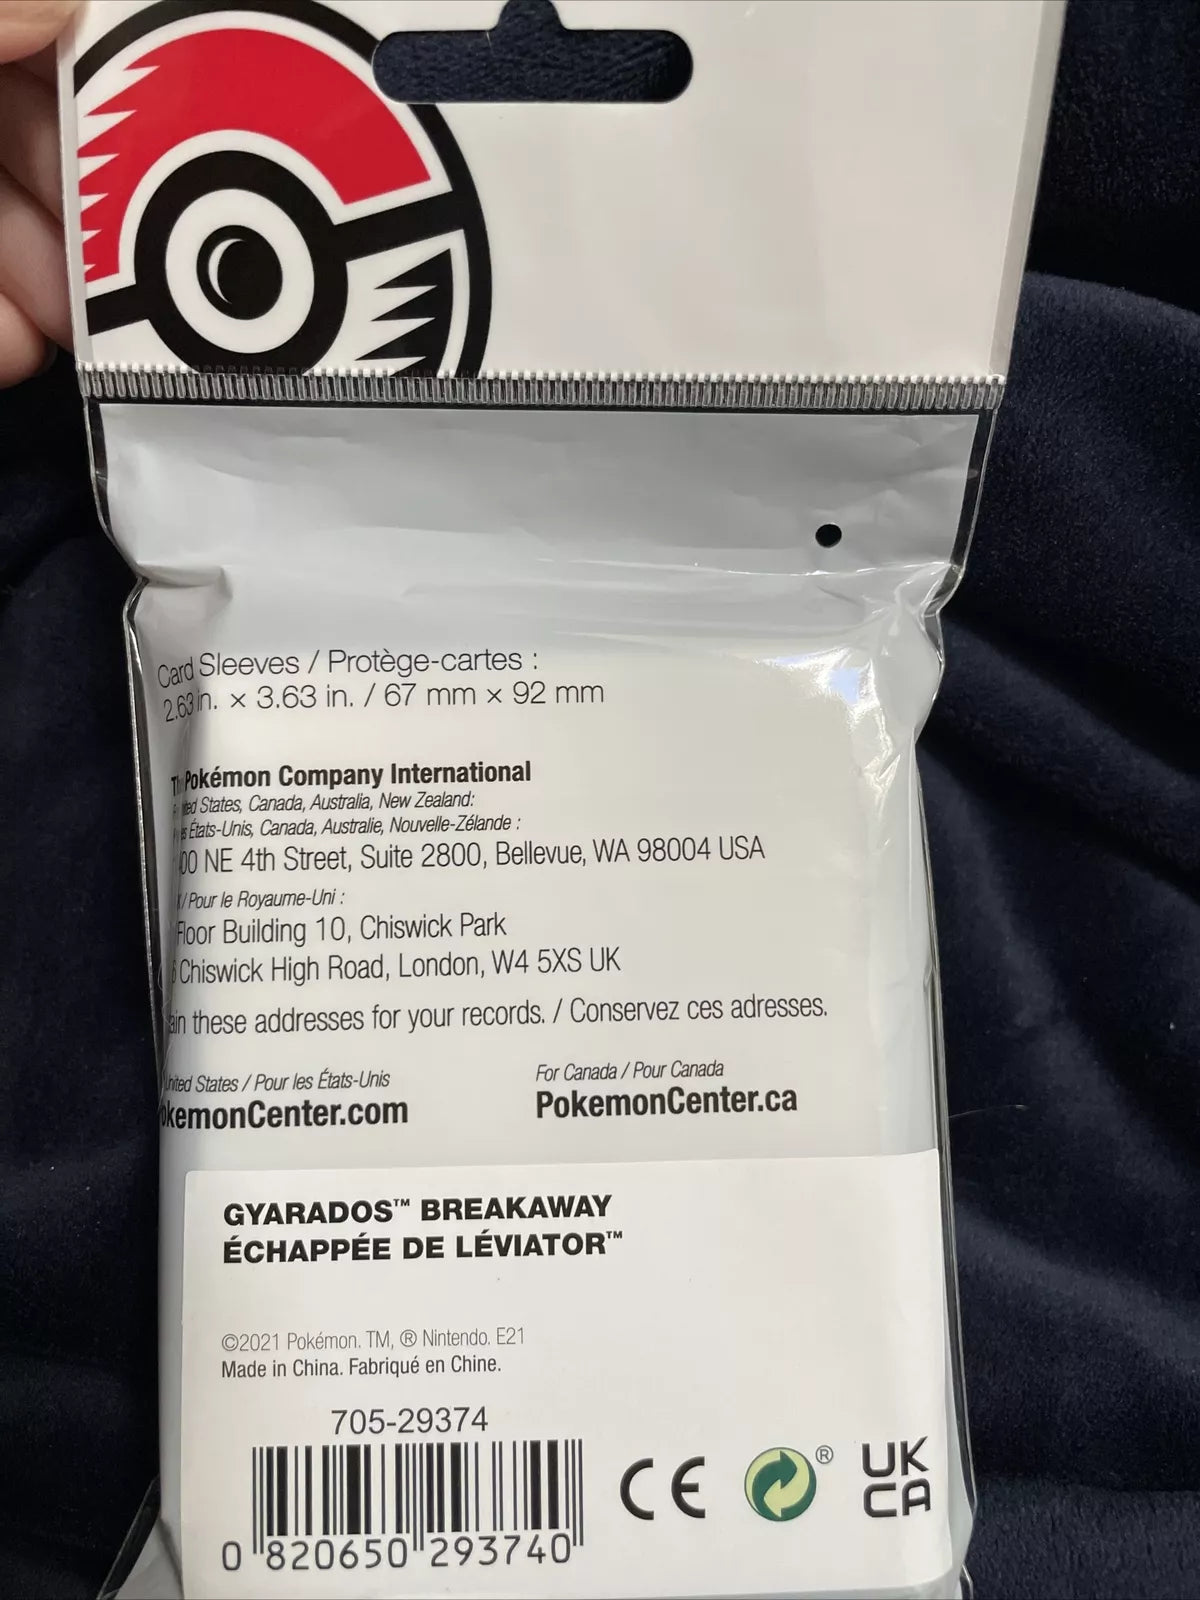 Card Sleeves / Protège-cartes :
2.63 in. × 3.63 in. / 67 mm × 92 mm
Pokémon Company International
States, Canada, Australia, New Zealand:
États-Unis, Canada, Australie, Nouvelle-Zélande :
NE 4th Street, Suite 2800, Bellevue, WA 98004 USA
/ Pour le Royaume-Uni :
Floor Building 10, Chiswick Park
Chiswick High Road, London, W4 5XS UK
these addresses for your records. / Conservez ces adresses.
United States / Pour les États-Unis
For Canada / Pour Canada
kemonCenter.com
PokemonCenter.ca
GYARADOS™ BREAKAWAY
ÉCHAPPÉE DE LÉVIATOR™
©2021 Pokémon. TM, ® Nintendo. E21
Made in China. Fabriqué en Chine.
705-29374
CE
®
UK
CA
0 820650 293740